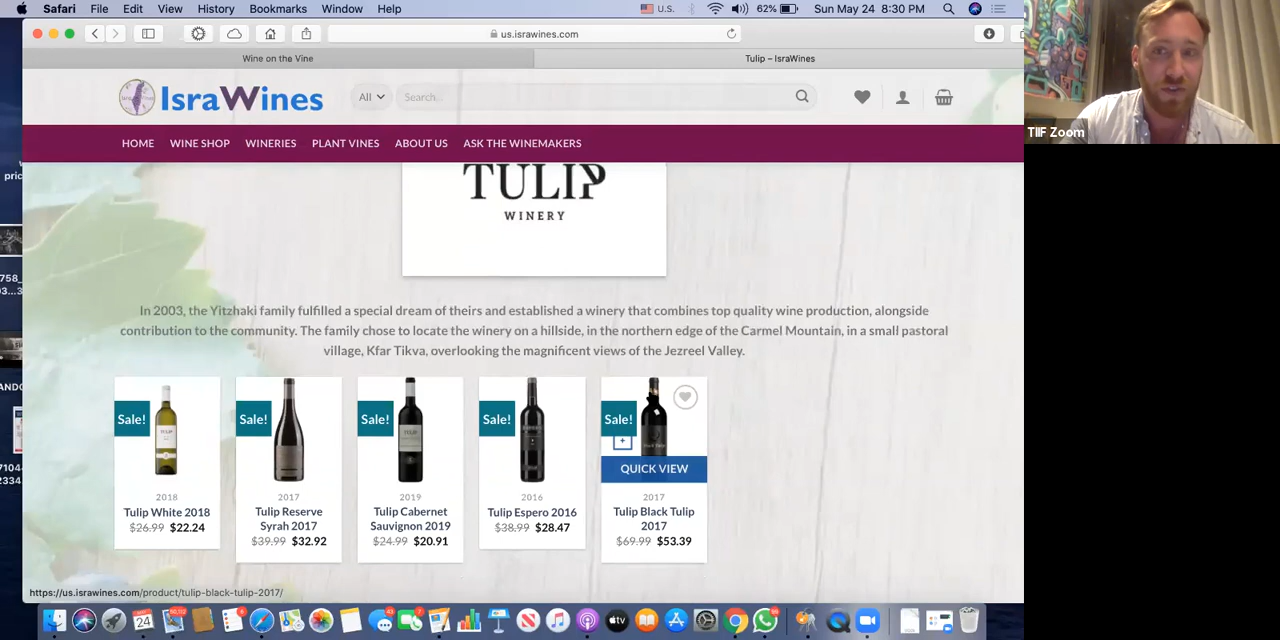 Safari File Edit View History Bookmarks Window Help U.S. 62% Sun May 24 8:30 PM
us.israwines.com
Wine on the Vine Tulip – IsraWines
IsraWines All Search...
HOME WINE SHOP WINERIES PLANT VINES ABOUT US ASK THE WINEMAKERS
TULIP
WINERY
In 2003, the Yitzhaki family fulfilled a special dream of theirs and established a winery that combines top quality wine production, alongside
contribution to the community. The family chose to locate the winery on a hillside, in the northern edge of the Carmel Mountain, in a small pastoral
village, Kfar Tikva, overlooking the magnificent views of the Jezreel Valley.
Sale! Sale! Sale! Sale! Sale!
+
QUICK VIEW
2018 2017 2019 2016 2017
Tulip White 2018 Tulip Reserve Tulip Cabernet Tulip Espero 2016 Tulip Black Tulip
Syrah 2017 Sauvignon 2019 2017
$26.99 $22.24 $39.99 $32.92 $24.99 $20.91 $38.99 $28.47 $69.99 $53.39
https://us.israwines.com/product/tulip-black-tulip-2017/
TIIF Zoom